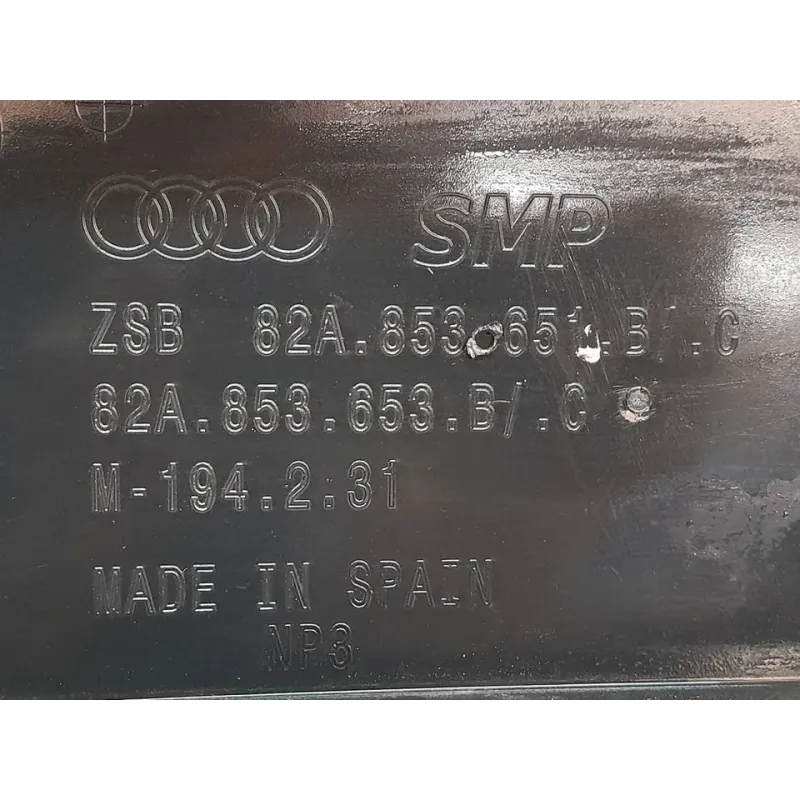 SMP
ZSB 82A.853.651.B/.C
82A.853.653.B/.C
M-194.2.31
MADE IN SPAIN
NP3